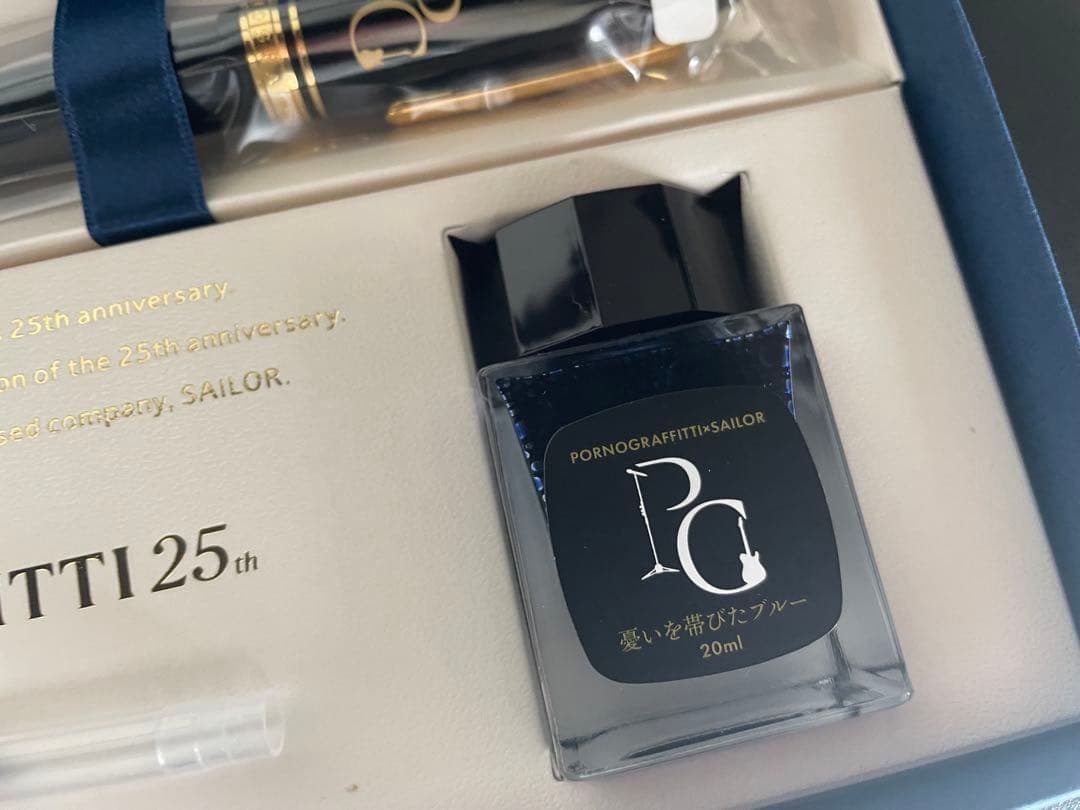 25th anniversary.
on of the 25th anniversary.
sed company, SAILOR.
ITTI 25th
PORNOGRAFFITTI×SAILOR
PG
憂いを帯びたブルー
20ml